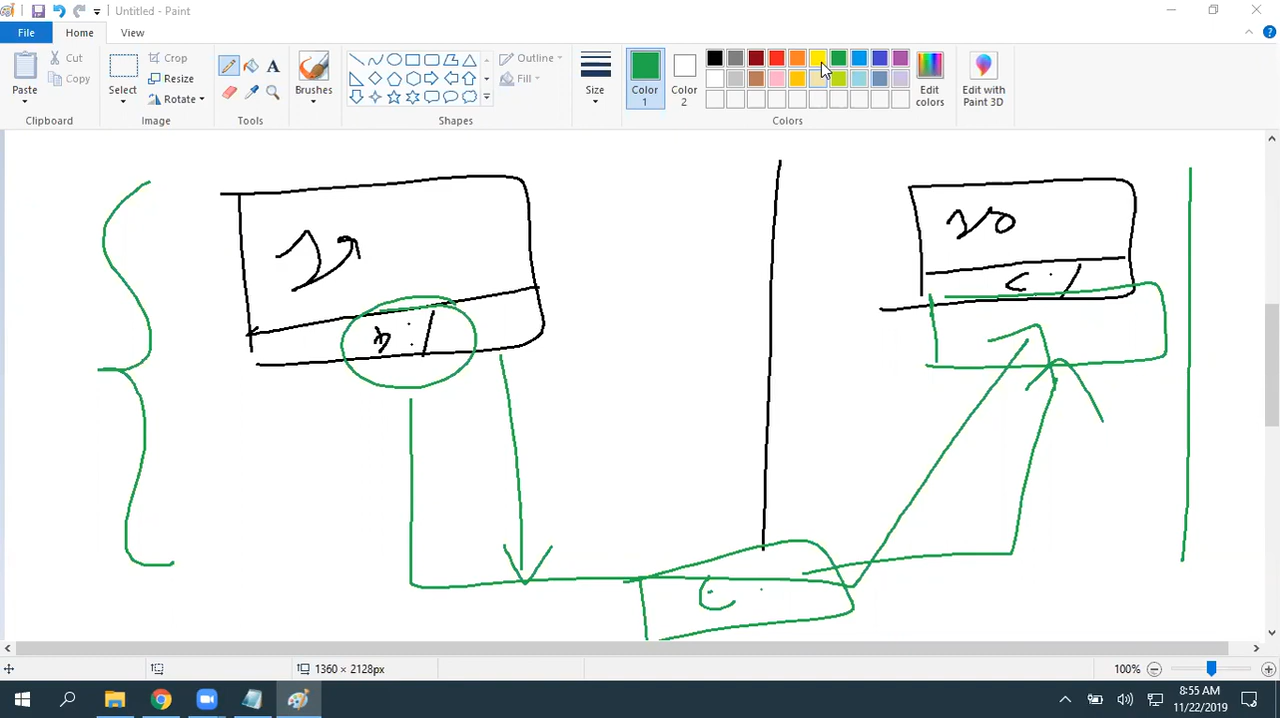 Untitled - Paint
File
Home
View
Paste
Cut
Copy
Clipboard
Select
Crop
Resize
Rotate
Image
Tools
Brushes
Shapes
Outline
Fill
Size
Color 1
Color 2
Colors
Edit colors
Edit with Paint 3D
1360 × 2128px
100%
8:55 AM
11/22/2019